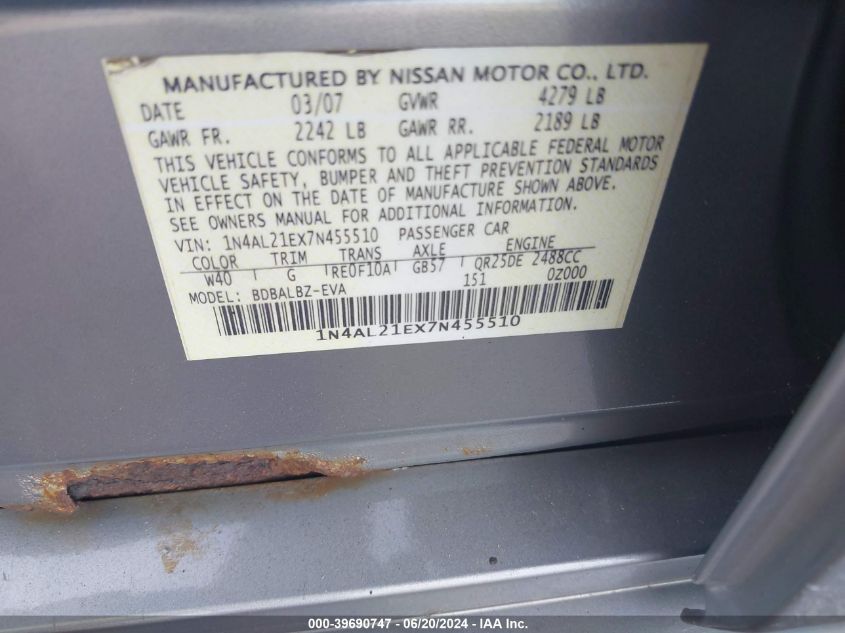 MANUFACTURED BY NISSAN MOTOR CO., LTD.
DATE 03/07 GVWR 4279 LB
GAWR FR. 2242 LB GAWR RR. 2189 LB
THIS VEHICLE CONFORMS TO ALL APPLICABLE FEDERAL MOTOR
VEHICLE SAFETY, BUMPER AND THEFT PREVENTION STANDARDS
IN EFFECT ON THE DATE OF MANUFACTURE SHOWN ABOVE.
SEE OWNERS MANUAL FOR ADDITIONAL INFORMATION.
VIN: 1N4AL21EX7N455510 PASSENGER CAR
COLOR TRIM TRANS AXLE ENGINE
W40 G RE0F10A GB57 QR25DE 2488CC
MODEL: BDBALBZ-EVA 1S1 0Z000
1N4AL21EX7N455510
000-39690747 - 06/20/2024 - IAA Inc.